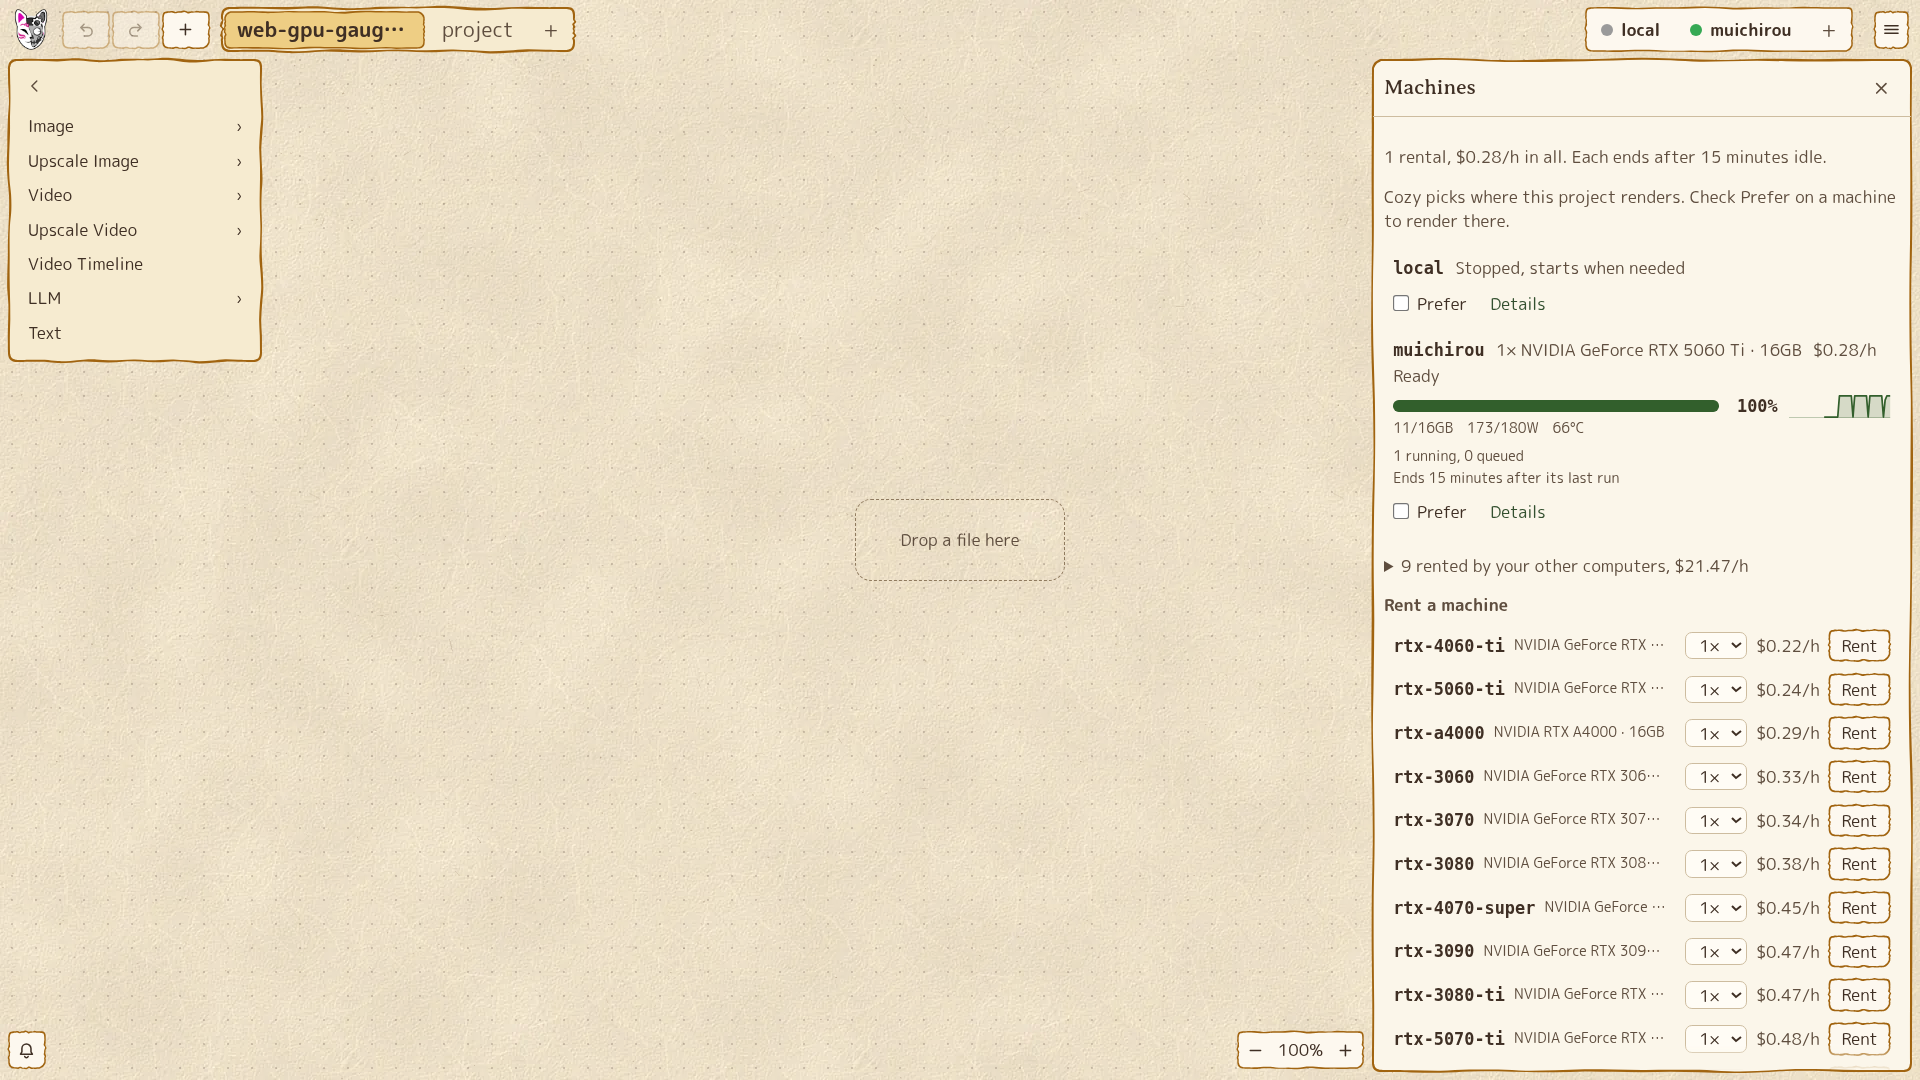 web-gpu-gaug···
project
local
muichirou
Image
Upscale Image
Video
Upscale Video
Video Timeline
LLM
Text
Drop a file here
100%
Machines
1 rental, $0.28/h in all. Each ends after 15 minutes idle.
Cozy picks where this project renders. Check Prefer on a machine
to render there.
local Stopped, starts when needed
Prefer Details
muichirou 1× NVIDIA GeForce RTX 5060 Ti · 16GB $0.28/h
Ready
100%
11/16GB 173/180W 66°C
1 running, 0 queued
Ends 15 minutes after its last run
Prefer Details
9 rented by your other computers, $21.47/h
Rent a machine
rtx-4060-ti NVIDIA GeForce RTX ··· 1× $0.22/h Rent
rtx-5060-ti NVIDIA GeForce RTX ··· 1× $0.24/h Rent
rtx-a4000 NVIDIA RTX A4000 · 16GB 1× $0.29/h Rent
rtx-3060 NVIDIA GeForce RTX 306··· 1× $0.33/h Rent
rtx-3070 NVIDIA GeForce RTX 307··· 1× $0.34/h Rent
rtx-3080 NVIDIA GeForce RTX 308··· 1× $0.38/h Rent
rtx-4070-super NVIDIA GeForce ··· 1× $0.45/h Rent
rtx-3090 NVIDIA GeForce RTX 309··· 1× $0.47/h Rent
rtx-3080-ti NVIDIA GeForce RTX ··· 1× $0.47/h Rent
rtx-5070-ti NVIDIA GeForce RTX ··· 1× $0.48/h Rent